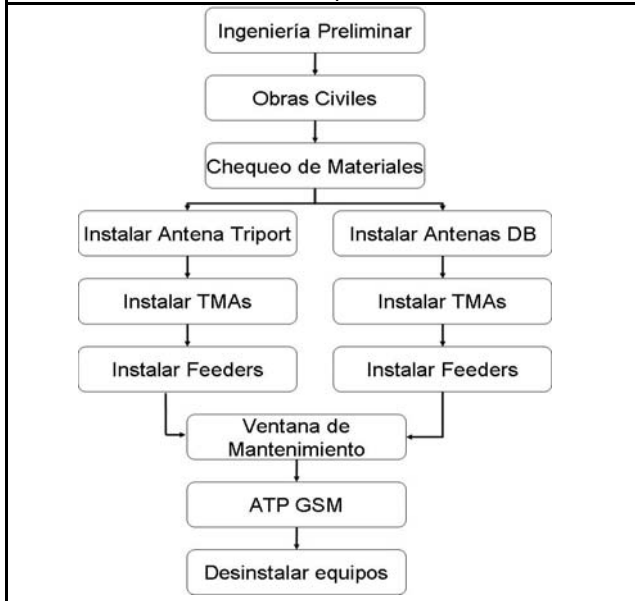 Ingeniería Preliminar
Obras Civiles
Chequeo de Materiales
Instalar Antena Triport
Instalar Antenas DB
Instalar TMAs
Instalar TMAs
Instalar Feeders
Instalar Feeders
Ventana de
Mantenimiento
ATP GSM
Desinstalar equipos